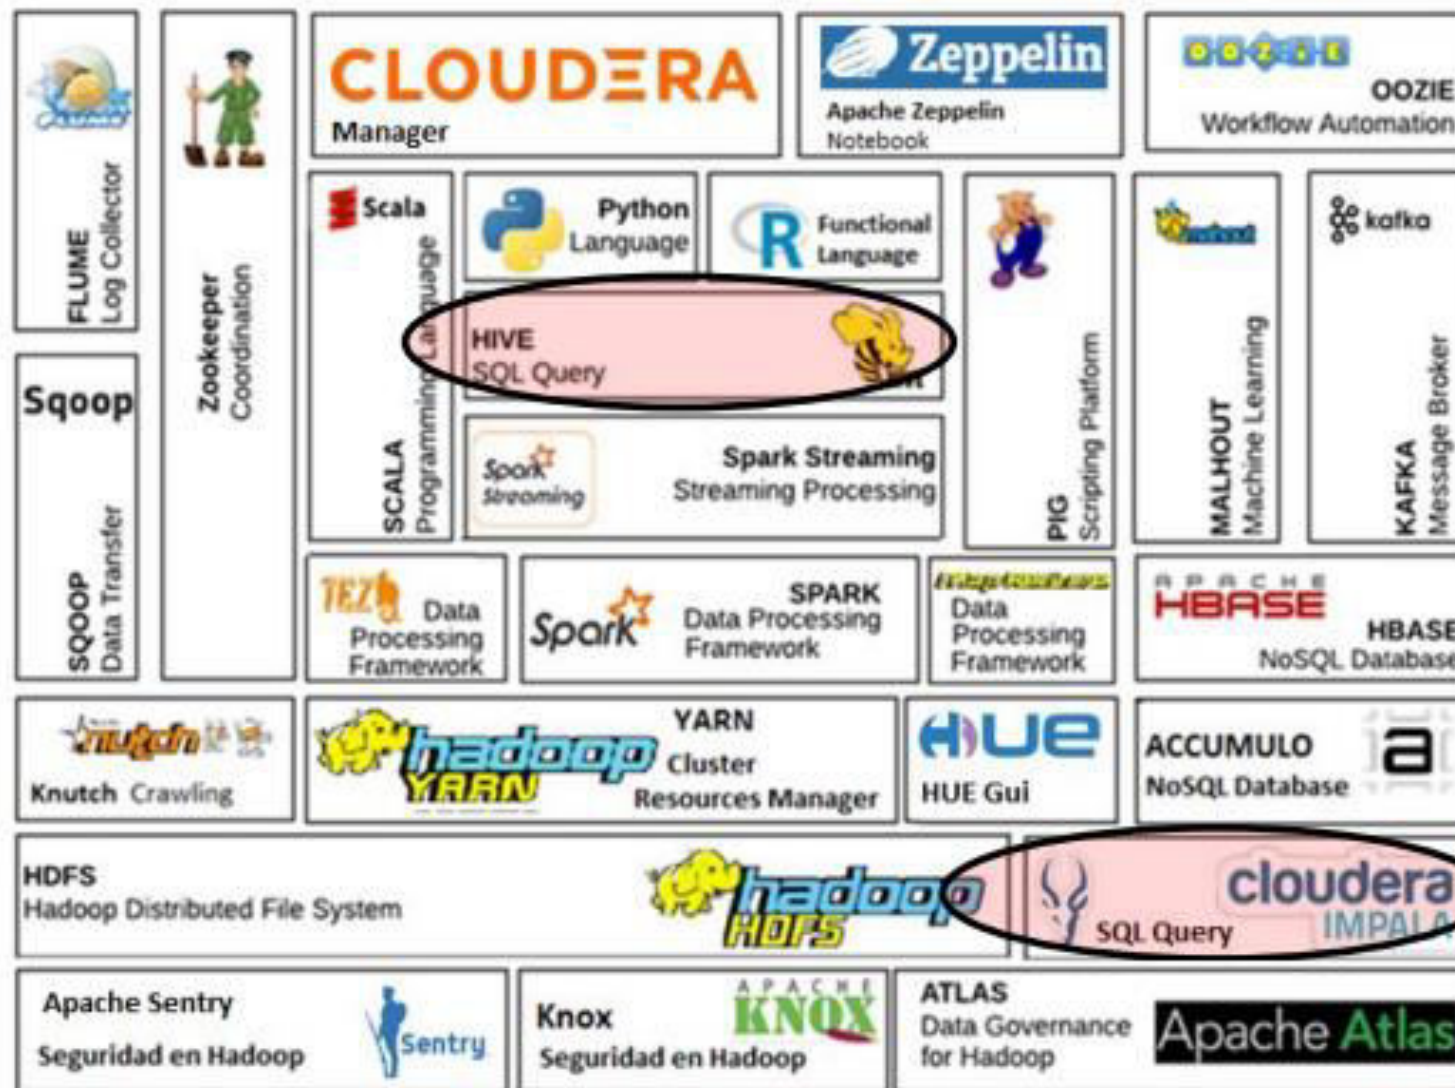 FLUME
Log Collector
Zookeeper
Coordination
CLOUDERA
Manager
Zeppelin
Apache Zeppelin
Notebook
OOZIE
OOZIE
Workflow Automation
Scala
SCALA
Programming Language
Python
Language
R
Functional
Language
HIVE
SQL Query
Spark
Streaming
Spark Streaming
Streaming Processing
PIG
Scripting Platform
mahout
MALHOUT
Machine Learning
kafka
KAFKA
Message Broker
Sqoop
SQOOP
Data Transfer
TEZ
Data
Processing
Framework
Spark
SPARK
Data Processing
Framework
Data
Processing
Framework
APACHE
HBASE
HBASE
NoSQL Database
nutch
Knutch Crawling
hadoop
YARN
YARN
Cluster
Resources Manager
HUE
HUE Gui
ACCUMULO
NoSQL Database
a
HDFS
Hadoop Distributed File System
hadoop
HDFS
SQL Query
cloudera
IMPALA
Apache Sentry
Seguridad en Hadoop
Sentry
Knox
Seguridad en Hadoop
APACHE
KNOX
ATLAS
Data Governance
for Hadoop
Apache Atlas